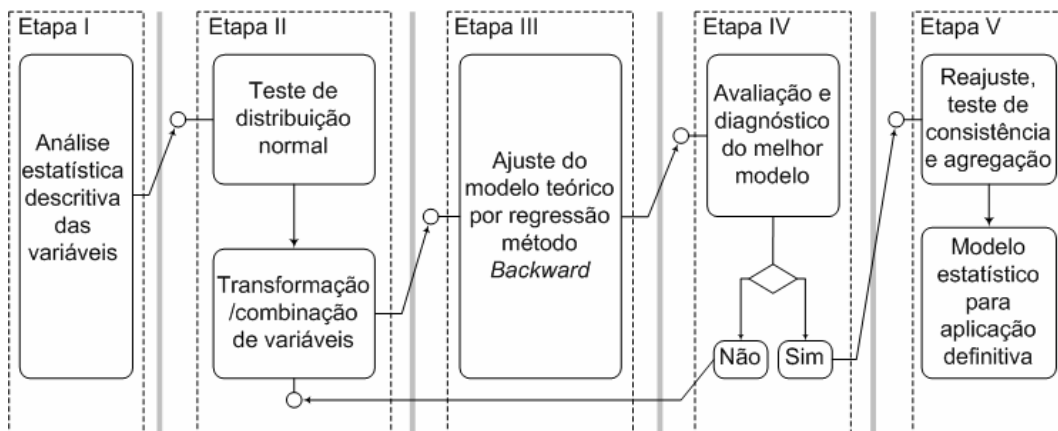 Etapa I
Análise
estatística
descritiva
das
variáveis
Etapa II
Teste de
distribuição
normal
Transformação
/combinação
de variáveis
Etapa III
Ajuste do
modelo teórico
por regressão
método
Backward
Etapa IV
Avaliação e
diagnóstico
do melhor
modelo
Não
Sim
Etapa V
Reajuste,
teste de
consistência
e agregação
Modelo
estatístico
para
aplicação
definitiva